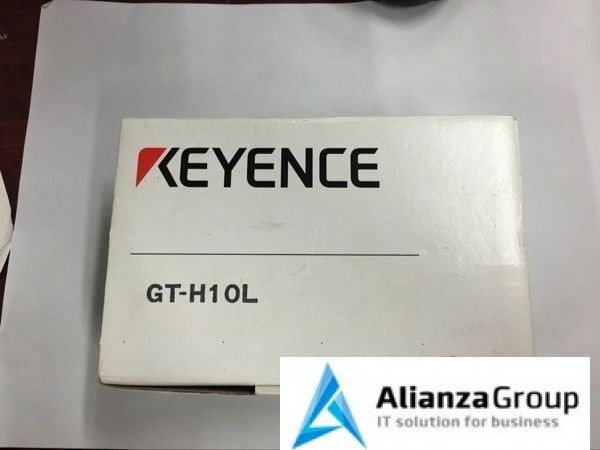 KEYENCE
GT-H10L
AlianzaGroup
IT solution for business